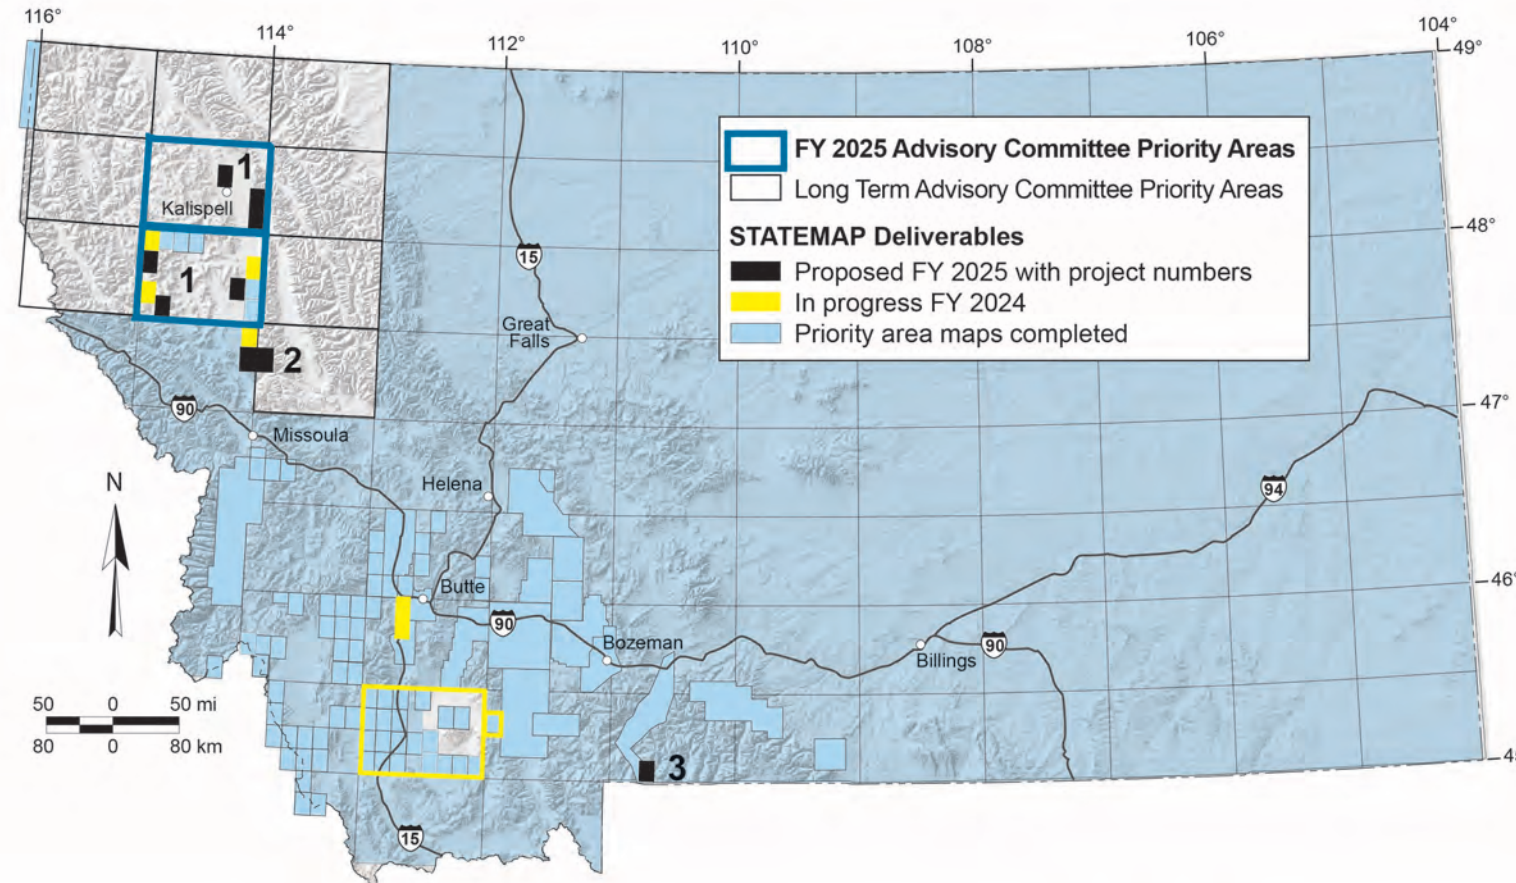 116°
114°
112°
110°
108°
106°
104°
49°
FY 2025 Advisory Committee Priority Areas
Long Term Advisory Committee Priority Areas
STATEMAP Deliverables
Proposed FY 2025 with project numbers
In progress FY 2024
Priority area maps completed
1
Kalispell
48°
15
1
Great
Falls
2
90
47°
Missoula
Helena
94
N
Butte
46°
90
Bozeman
90
Billings
50 0 50 mi
80 0 80 km
3
45
15